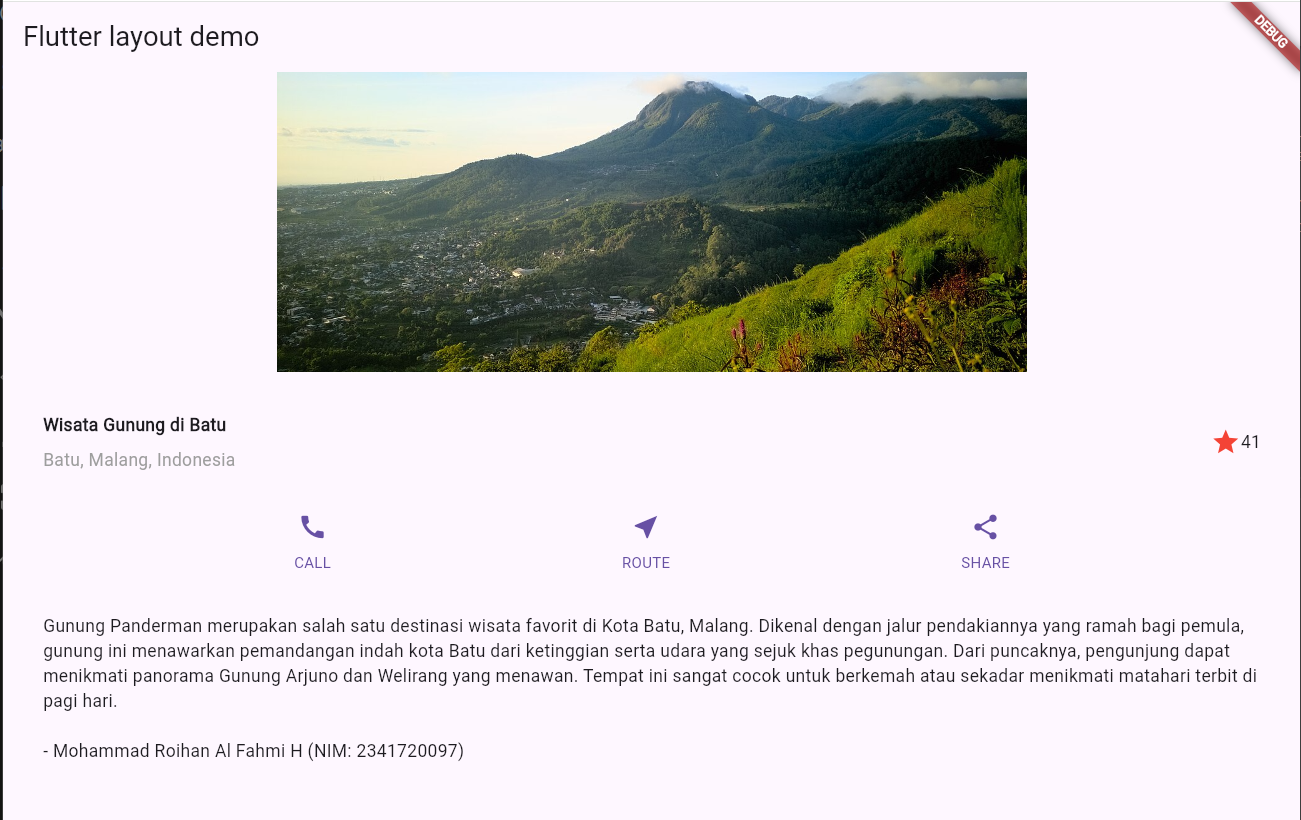 Flutter layout demo
DEBUG
Wisata Gunung di Batu
Batu, Malang, Indonesia
41
CALL
ROUTE
SHARE
Gunung Panderman merupakan salah satu destinasi wisata favorit di Kota Batu, Malang. Dikenal dengan jalur pendakiannya yang ramah bagi pemula,
gunung ini menawarkan pemandangan indah kota Batu dari ketinggian serta udara yang sejuk khas pegunungan. Dari puncaknya, pengunjung dapat
menikmati panorama Gunung Arjuno dan Welirang yang menawan. Tempat ini sangat cocok untuk berkemah atau sekadar menikmati matahari terbit di
pagi hari.
- Mohammad Roihan Al Fahmi H (NIM: 2341720097)